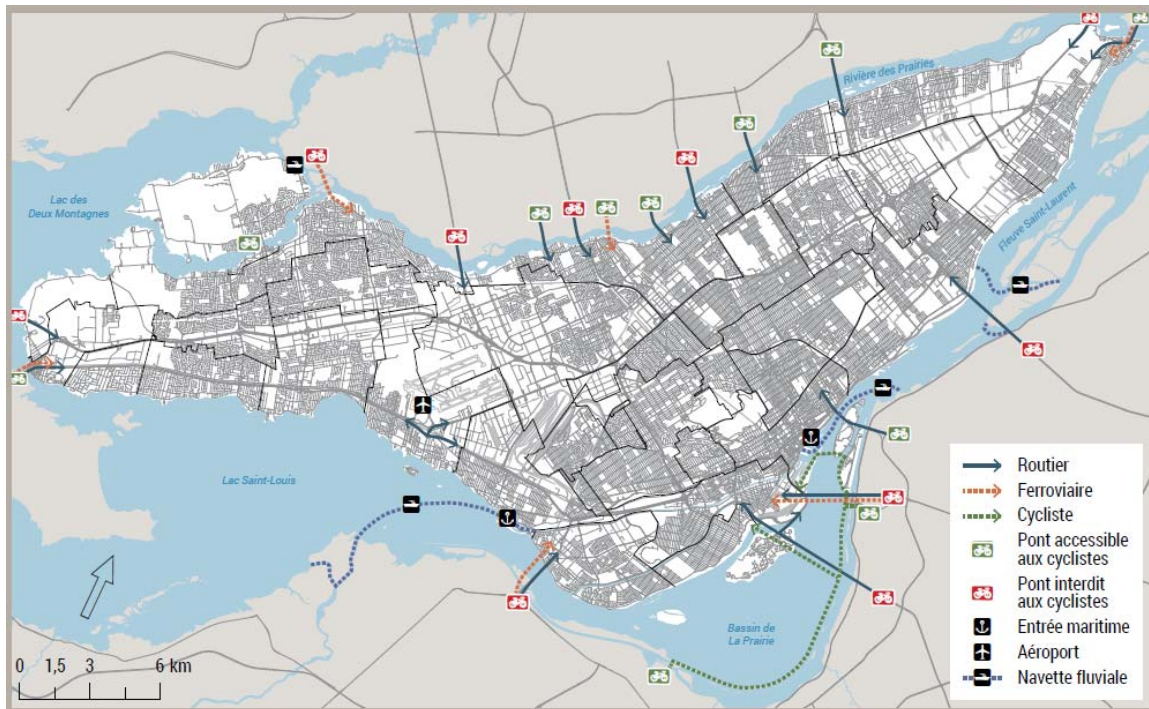 Rivière des Prairies
Lac des
Deux Montagnes
Fleuve Saint-Laurent
Lac Saint-Louis
Bassin de
La Prairie
0 1,5 3 6 km
Routier
Ferroviaire
Cycliste
Pont accessible
aux cyclistes
Pont interdit
aux cyclistes
Entrée maritime
Aéroport
Navette fluviale